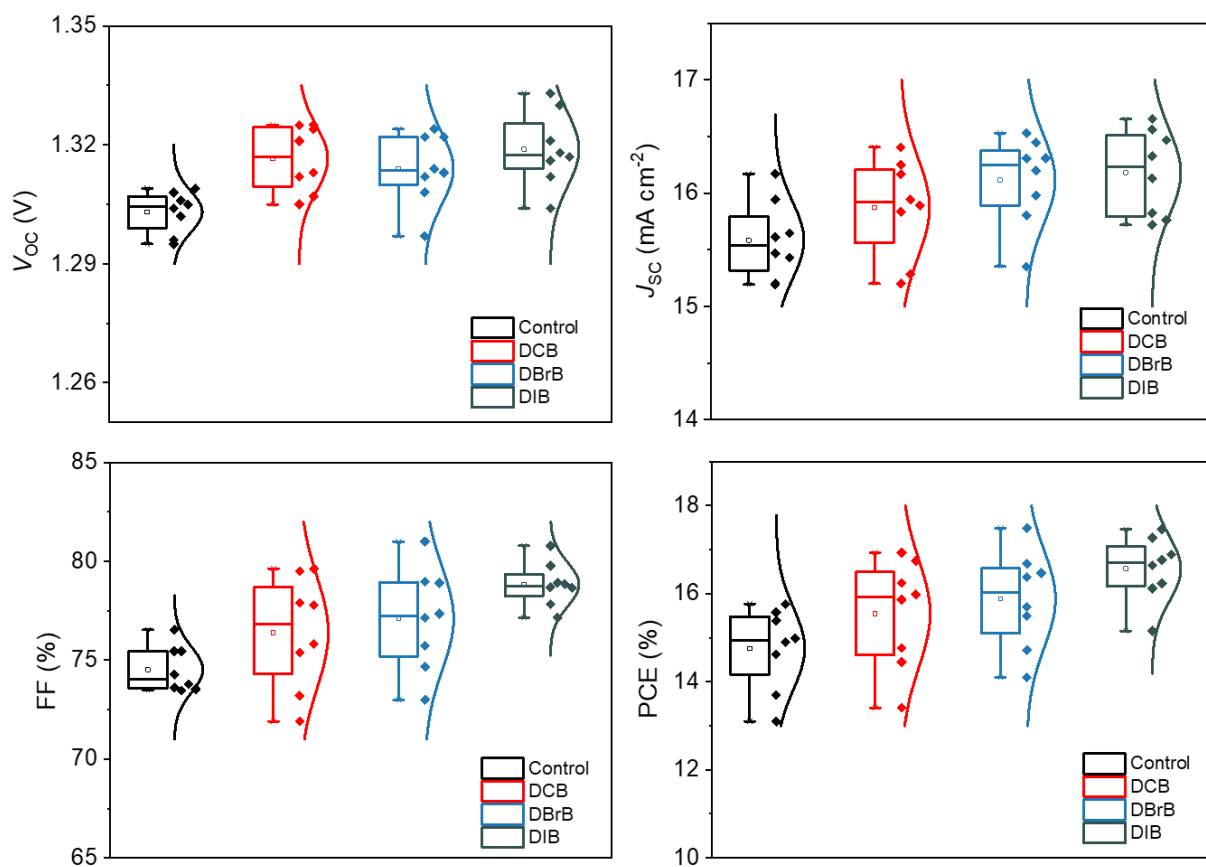 1.35
1.32
1.29
1.26
VOC (V)
Control
DCB
DBrB
DIB
17
16
15
14
JSC (mA cm-2)
Control
DCB
DBrB
DIB
85
80
75
70
65
FF (%)
Control
DCB
DBrB
DIB
18
16
14
12
10
PCE (%)
Control
DCB
DBrB
DIB